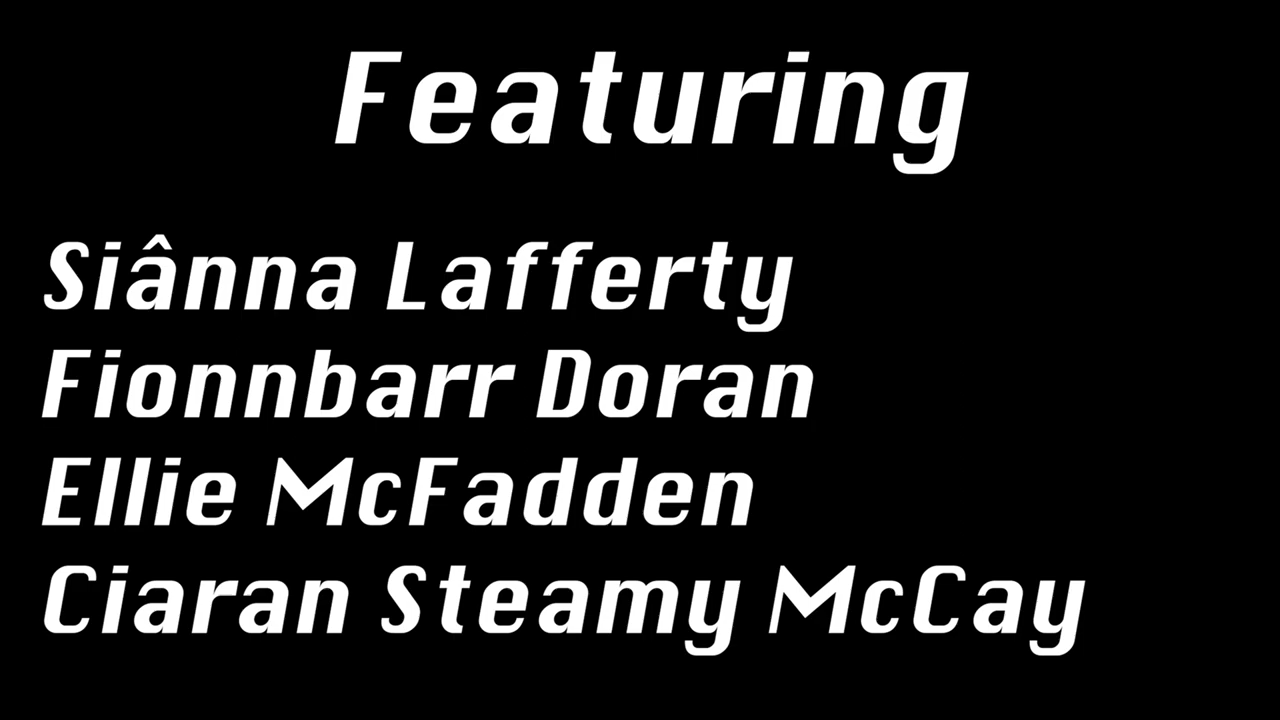 Featuring
Siânna Lafferty
Fionnbarr Doran
Ellie McFadden
Ciaran Steamy McCay